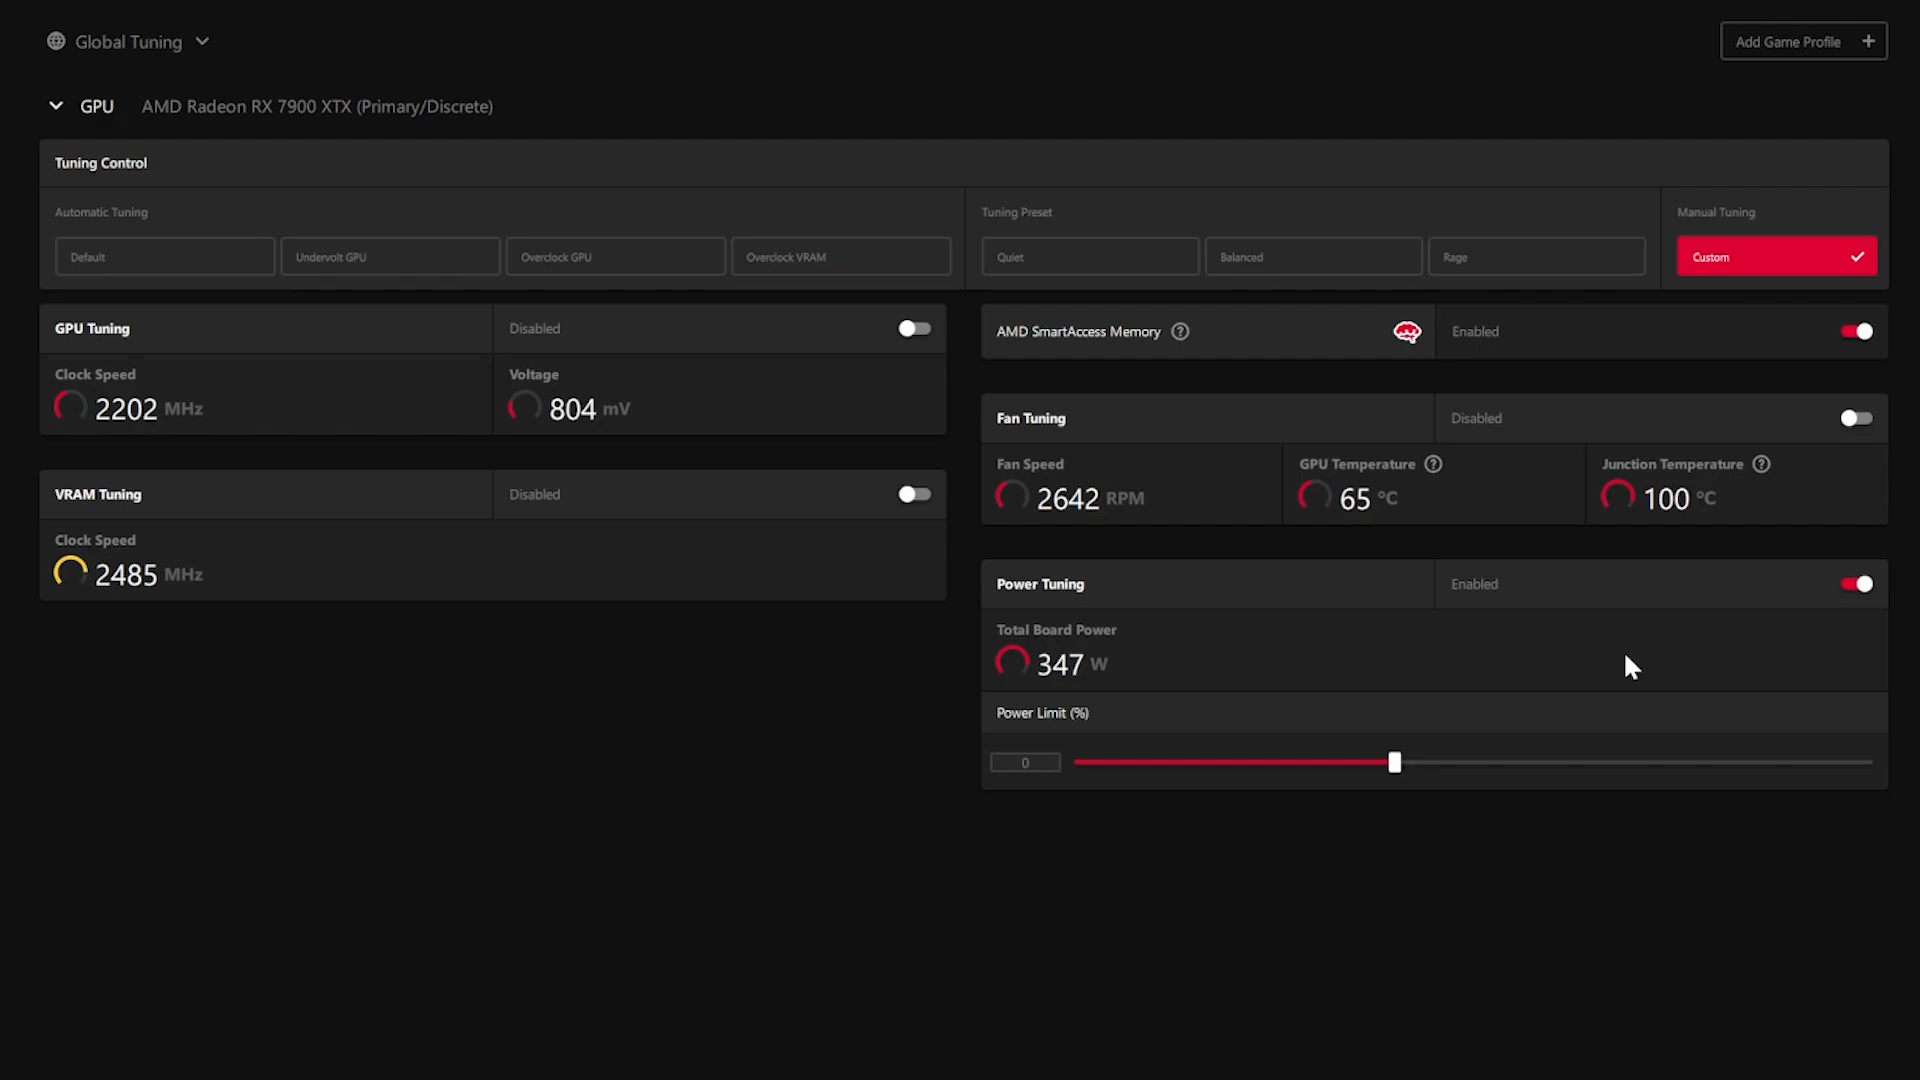 Global Tuning
Add Game Profile +
GPU AMD Radeon RX 7900 XTX (Primary/Discrete)
Tuning Control
Automatic Tuning
Default
Undervolt GPU
Overclock GPU
Overclock VRAM
Tuning Preset
Quiet
Balanced
Rage
Manual Tuning
Custom
GPU Tuning
Disabled
Clock Speed
2202 MHz
Voltage
804 mV
VRAM Tuning
Disabled
Clock Speed
2485 MHz
AMD SmartAccess Memory ?
Enabled
Fan Tuning
Disabled
Fan Speed
2642 RPM
GPU Temperature ?
65 °C
Junction Temperature ?
100 °C
Power Tuning
Enabled
Total Board Power
347 W
Power Limit (%)
0